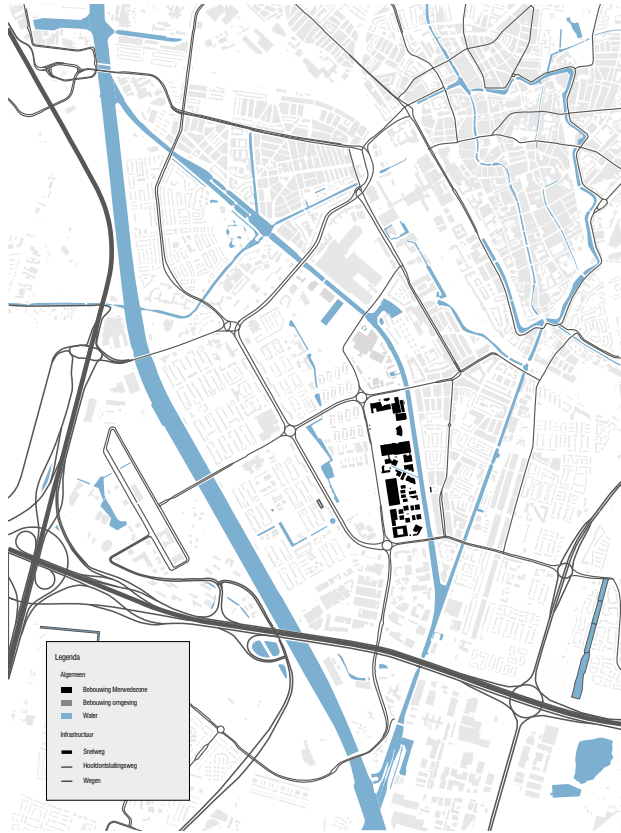 Legenda
Algemeen
Bebouwing Merwedezone
Bebouwing omgeving
Water
Infrastructuur
Snelweg
Hoofdontsluitingsweg
Wegen